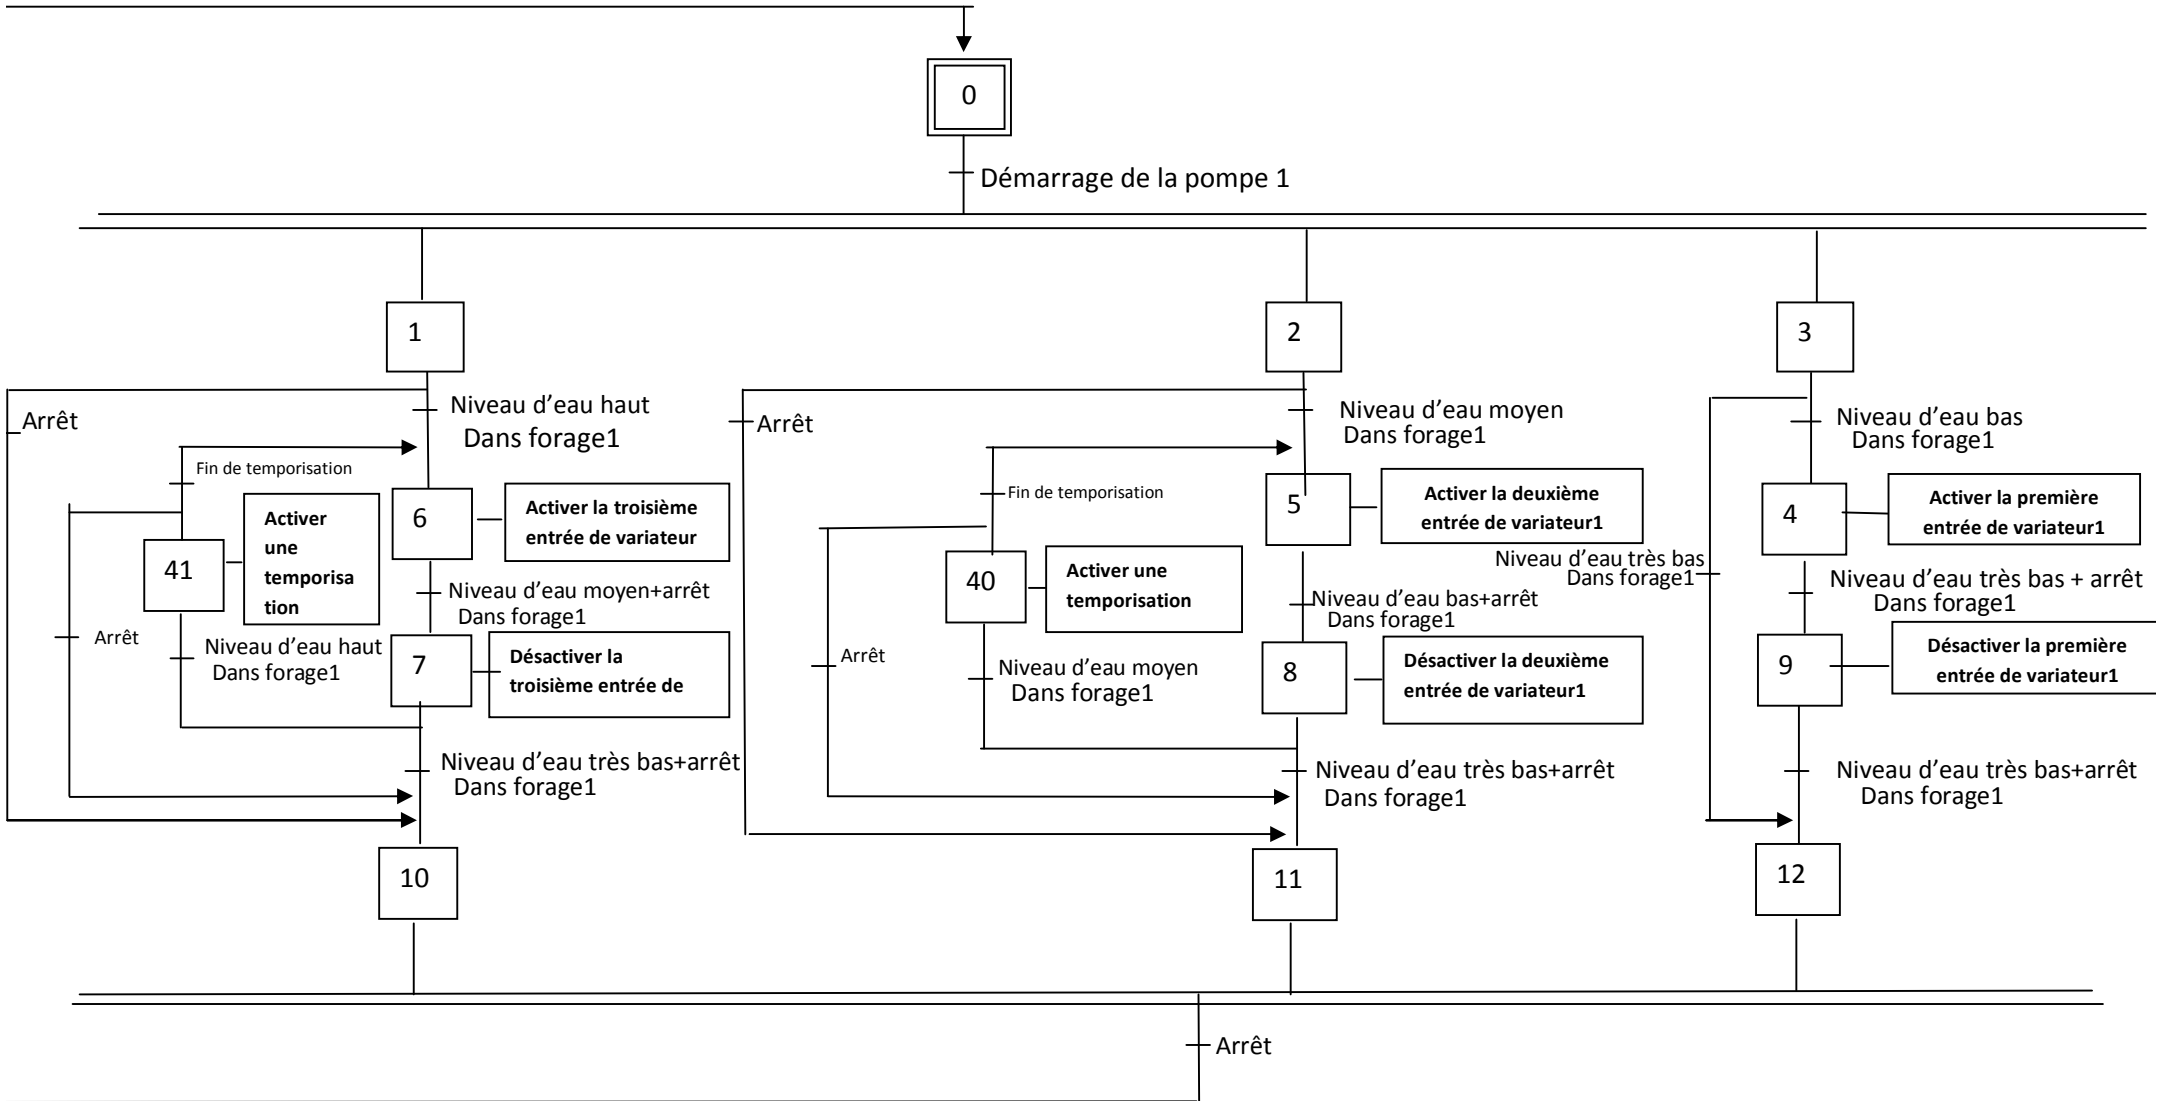 0
Démarrage de la pompe 1
1
2
3
Arrêt
Niveau d’eau haut
Dans forage1
Arrêt
Niveau d’eau moyen
Dans forage1
Niveau d’eau bas
Dans forage1
Fin de temporisation
41
Activer
une
temporisa
tion
6
Activer la troisième
entrée de variateur
Fin de temporisation
40
Activer une
temporisation
5
Activer la deuxième
entrée de variateur1
Niveau d’eau très bas
Dans forage1
4
Activer la première
entrée de variateur1
Arrêt
Niveau d’eau haut
Dans forage1
Niveau d’eau moyen+arrêt
Dans forage1
7
Désactiver la
troisième entrée de
Arrêt
Niveau d’eau moyen
Dans forage1
Niveau d’eau bas+arrêt
Dans forage1
8
Désactiver la deuxième
entrée de variateur1
Niveau d’eau très bas + arrêt
Dans forage1
9
Désactiver la première
entrée de variateur1
Niveau d’eau très bas+arrêt
Dans forage1
Niveau d’eau très bas+arrêt
Dans forage1
Niveau d’eau très bas+arrêt
Dans forage1
10
11
12
Arrêt